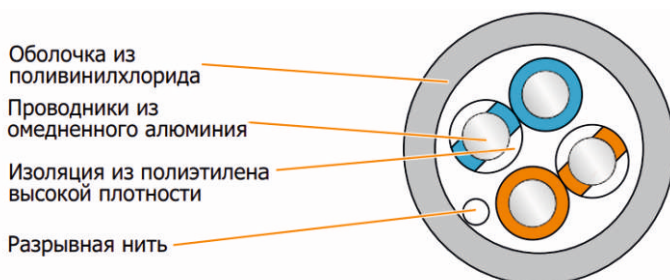 Оболочка из
поливинилхлорида
Проводники из
омедненного алюминия
Изоляция из полиэтилена
высокой плотности
Разрывная нить